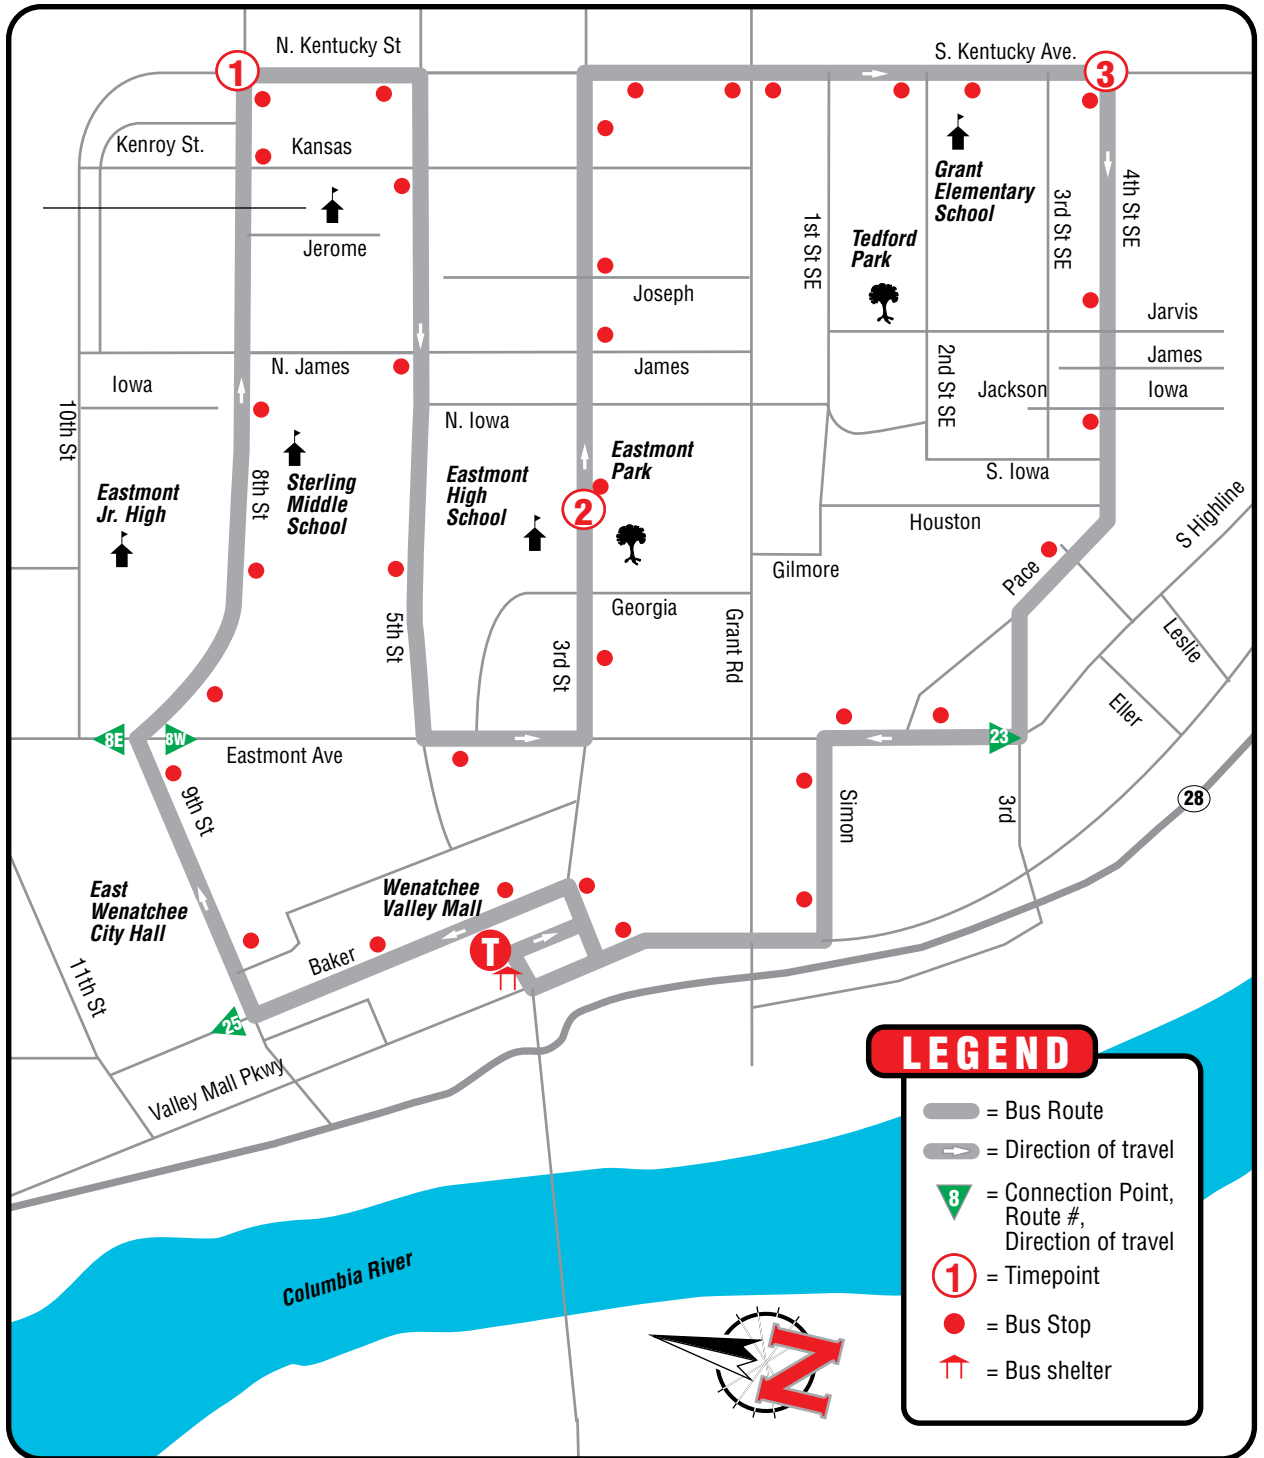 N. Kentucky St
S. Kentucky Ave.
1
3
Kenroy St.
Kansas
Grant
Elementary
School
4th St SE
3rd St SE
1st St SE
Tedford
Park
Jerome
Joseph
Jarvis
N. James
James
2nd St SE
James
Iowa
Jackson
Iowa
10th St
N. Iowa
Eastmont
Park
S. Iowa
8th St
Sterling
Middle
School
Eastmont
High
School
Eastmont
Jr. High
2
Houston
S Highline
Gilmore
Pace
Georgia
5th St
3rd St
Grant Rd
Leslie
Eller
8E
8W
23
Eastmont Ave
9th St
Simon
3rd
28
East
Wenatchee
City Hall
Wenatchee
Valley Mall
T
Baker
11th St
25
Valley Mall Pkwy
Columbia River
N
LEGEND
= Bus Route
= Direction of travel
8
= Connection Point,
Route #,
Direction of travel
1
= Timepoint
= Bus Stop
= Bus shelter